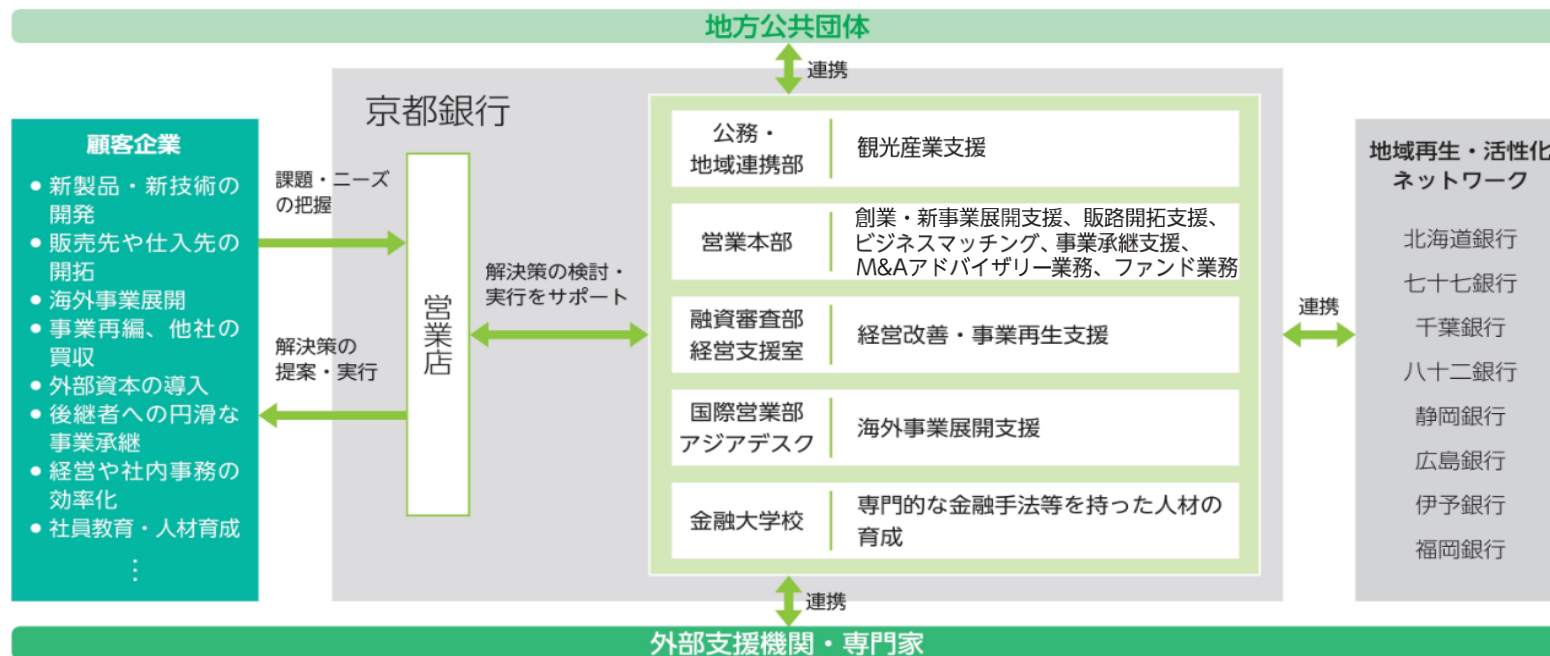 地方公共団体
連携
京都銀行
顧客企業
● 新製品・新技術の
開発
● 販売先や仕入先の
開拓
● 海外事業展開
● 事業再編、他社の
買収
● 外部資本の導入
● 後継者への円滑な
事業承継
● 経営や社内事務の
効率化
● 社員教育・人材育成
⋮
課題・ニーズ
の把握
解決策の
提案・実行
営業店
解決策の検討・
実行をサポート
公務・
地域連携部
観光産業支援
営業本部
創業・新事業展開支援、販路開拓支援、
ビジネスマッチング、事業承継支援、
M&Aアドバイザリー業務、ファンド業務
融資審査部
経営支援室
経営改善・事業再生支援
国際営業部
アジアデスク
海外事業展開支援
金融大学校
専門的な金融手法等を持った人材の
育成
連携
地域再生・活性化
ネットワーク
北海道銀行
七十七銀行
千葉銀行
八十二銀行
静岡銀行
広島銀行
伊予銀行
福岡銀行
連携
外部支援機関・専門家